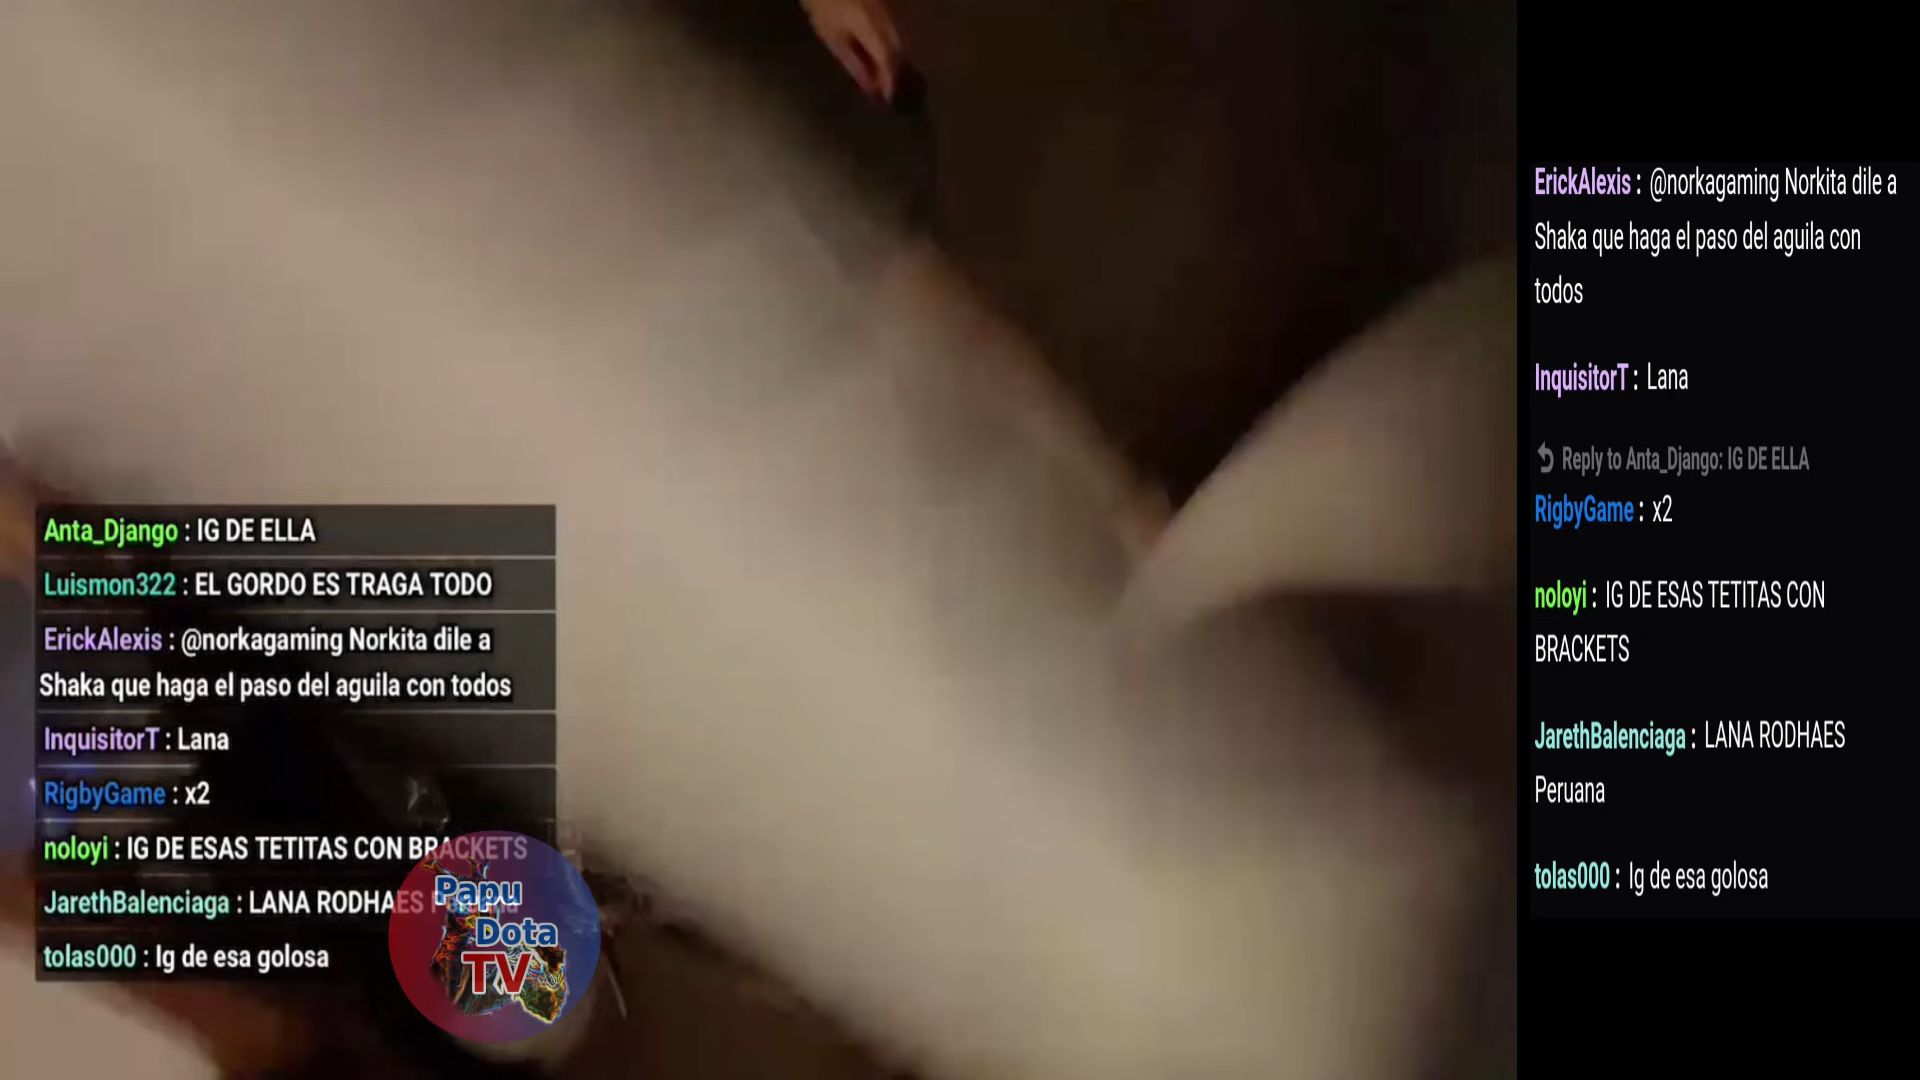 Anta_Django : IG DE ELLA
Luismon322 : EL GORDO ES TRAGA TODO
ErickAlexis : @norkagaming Norkita dile a
Shaka que haga el paso del aguila con todos
InquisitorT : Lana
RigbyGame : x2
noloyi : IG DE ESAS TETITAS CON BRACKETS
JarethBalenciaga : LANA RODHAES
tolas000 : Ig de esa golosa
Papu
Dota
TV
ErickAlexis : @norkagaming Norkita dile a
Shaka que haga el paso del aguila con
todos
InquisitorT : Lana
Reply to Anta_Django: IG DE ELLA
RigbyGame : x2
noloyi : IG DE ESAS TETITAS CON
BRACKETS
JarethBalenciaga : LANA RODHAES
Peruana
tolas000 : Ig de esa golosa